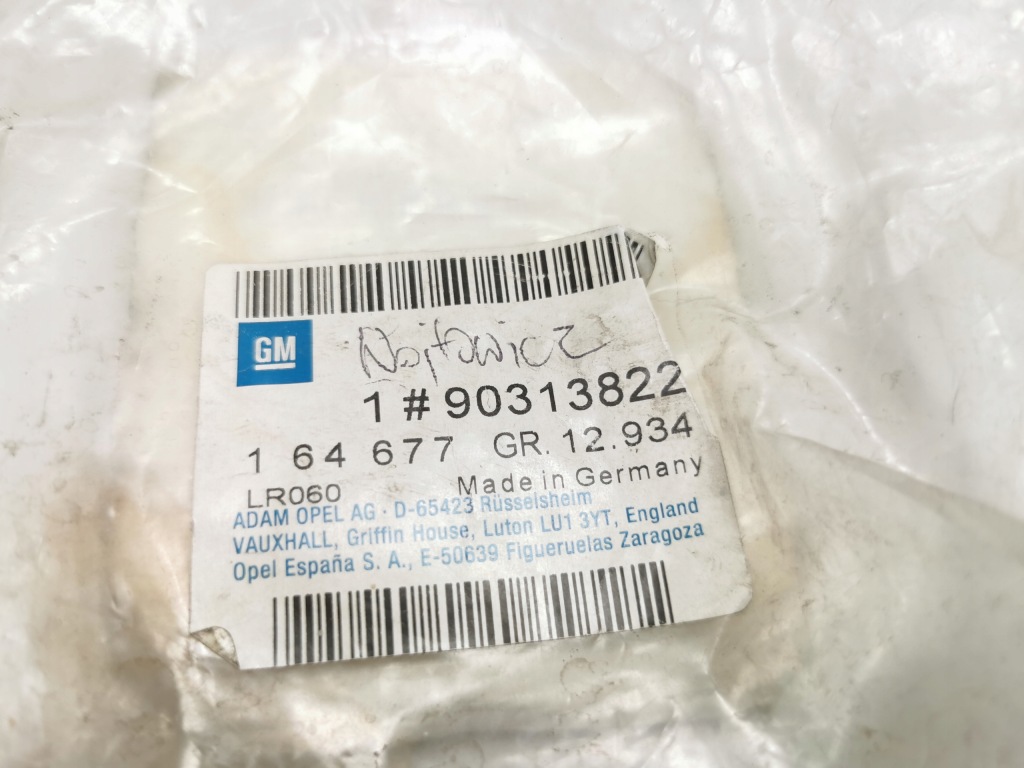 GM
Wojtowicz
1 # 90313822
1 64 677 GR. 12.934
LR060 Made in Germany
ADAM OPEL AG · D-65423 Rüsselsheim
VAUXHALL, Griffin House, Luton LU1 3YT, England
Opel España S. A., E-50639 Figueruelas Zaragoza